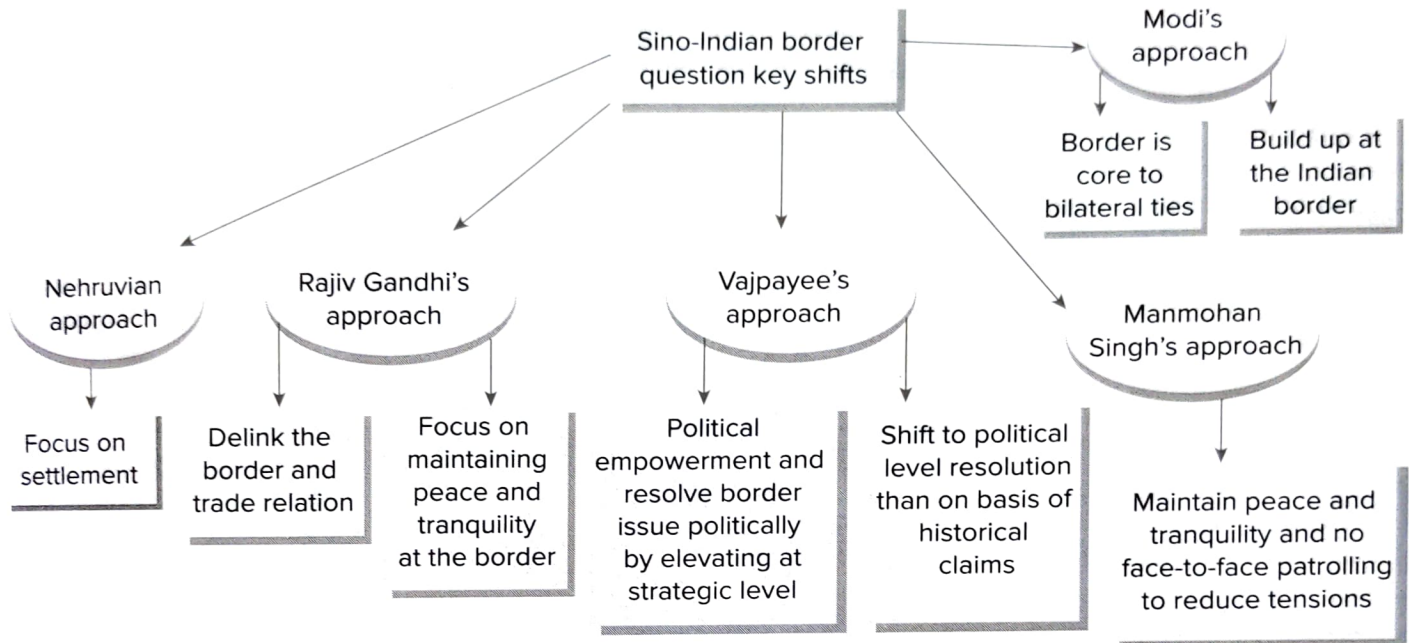 Sino-Indian border
question key shifts
Modi's
approach
Border is
core to
bilateral ties
Build up at
the Indian
border
Nehruvian
approach
Focus on
settlement
Rajiv Gandhi's
approach
Delink the
border and
trade relation
Focus on
maintaining
peace and
tranquility
at the border
Vajpayee's
approach
Political
empowerment and
resolve border
issue politically
by elevating at
strategic level
Shift to political
level resolution
than on basis of
historical
claims
Manmohan
Singh's approach
Maintain peace and
tranquility and no
face-to-face patrolling
to reduce tensions